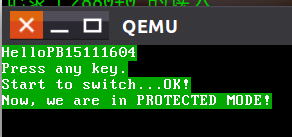 QEMU
HelloPB15111604
Press any key.
Start to switch...OK!
Now, we are in PROTECTED MODE!